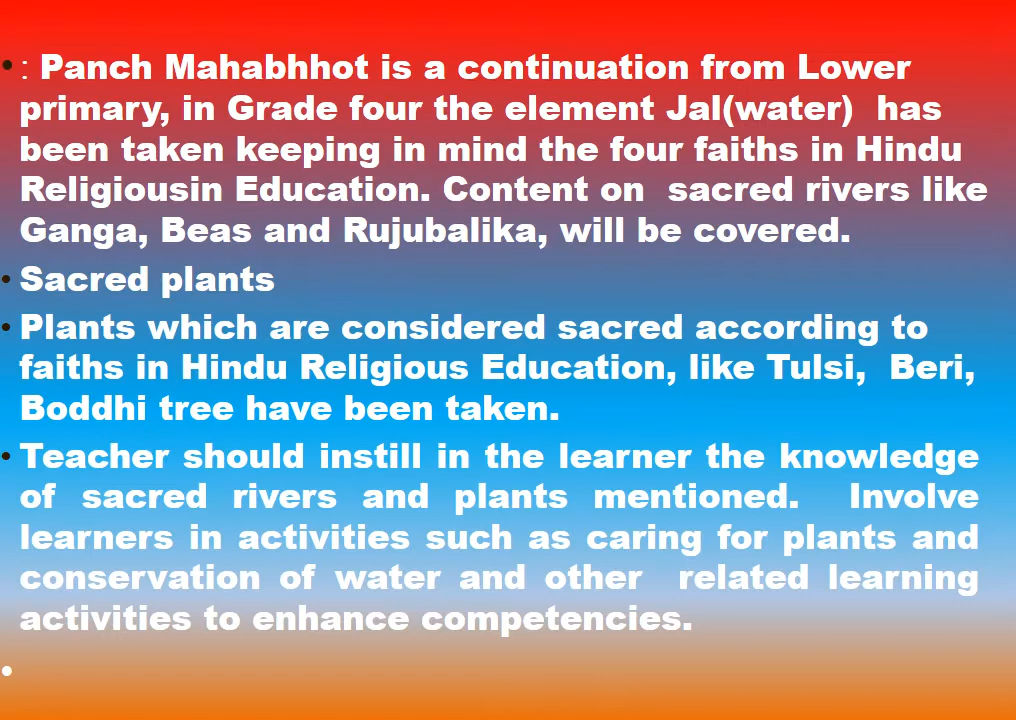 • : Panch Mahabhhot is a continuation from Lower
primary, in Grade four the element Jal(water)  has
been taken keeping in mind the four faiths in Hindu
Religiousin Education. Content on  sacred rivers like
Ganga, Beas and Rujubalika, will be covered.
• Sacred plants
• Plants which are considered sacred according to
faiths in Hindu Religious Education, like Tulsi,  Beri,
Boddhi tree have been taken.
• Teacher should instill in the learner the knowledge
of sacred rivers and plants mentioned.  Involve
learners in activities such as caring for plants and
conservation of water and other  related learning
activities to enhance competencies.
•